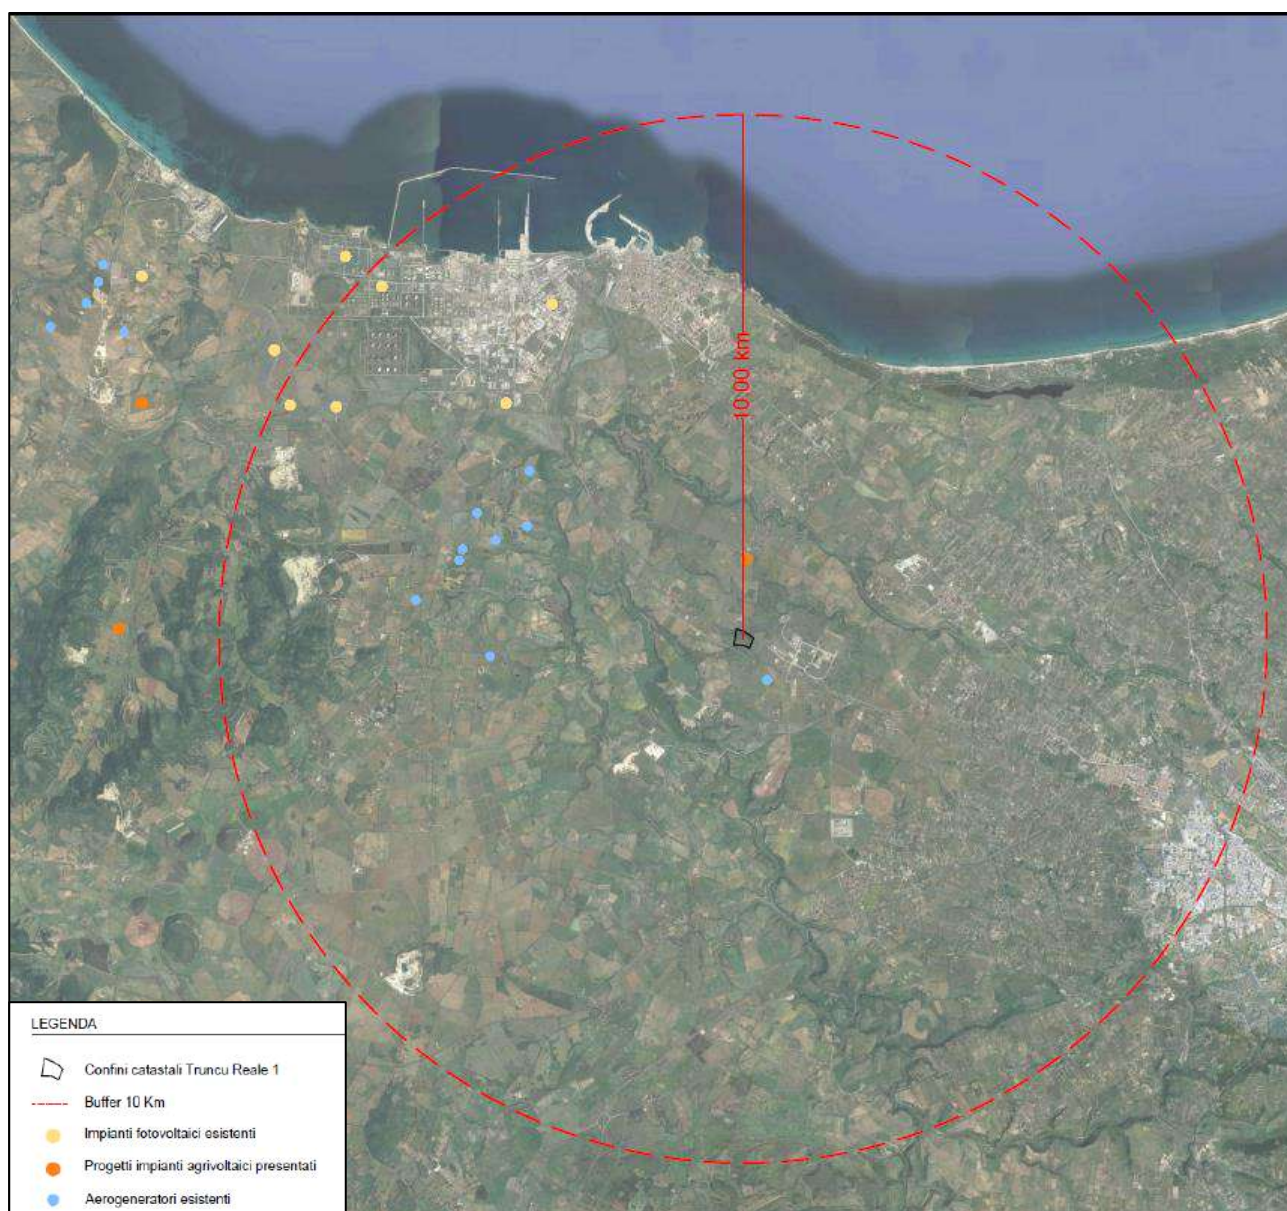 10.00 km
LEGENDA
Confini catastali Truncu Reale 1
Buffer 10 Km
Impianti fotovoltaici esistenti
Progetti impianti agrivoltaici presentati
Aerogeneratori esistenti